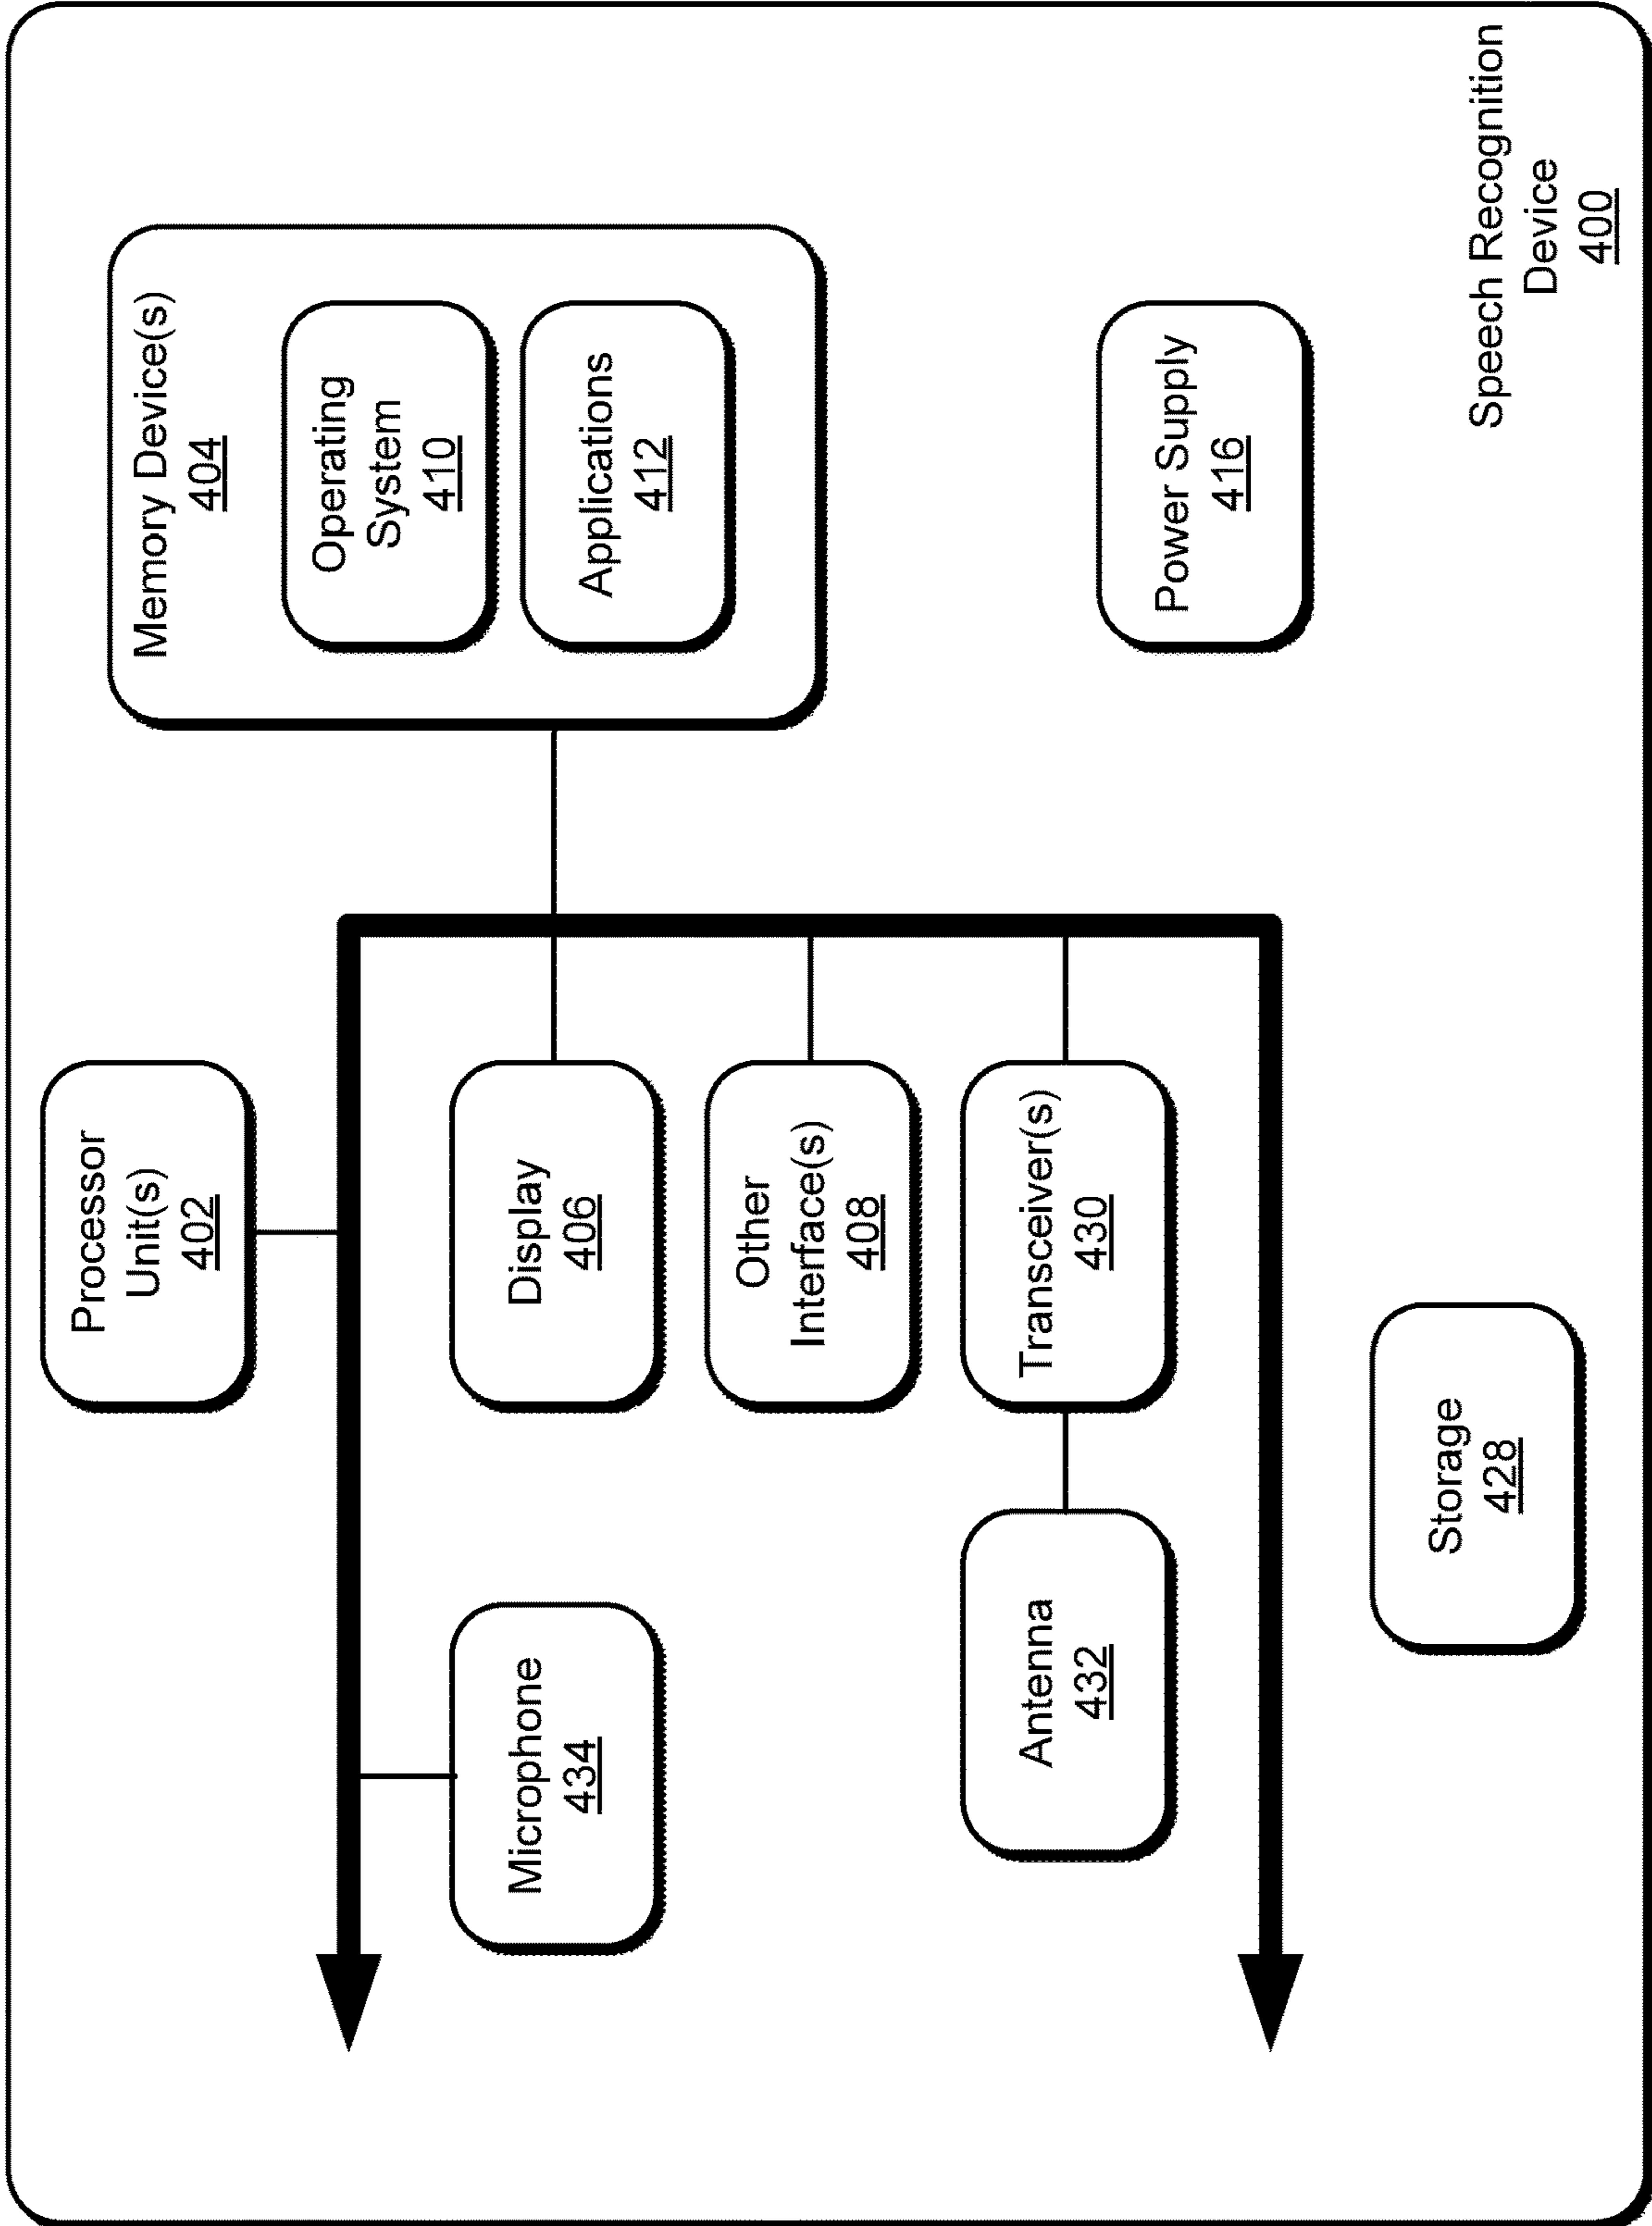 Processor
Unit(s)
402
Memory Device(s)
404
Operating
System
410
Microphone
434
Display
406
Applications
412
Other
Interface(s)
408
Antenna
432
Transceiver(s)
430
Power Supply
416
Storage
428
Speech Recognition
Device
400